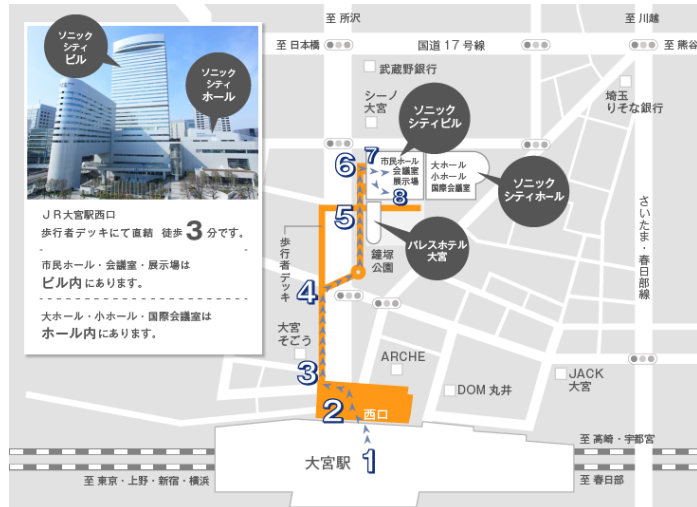 ソニック
シティ
ビル
ソニック
シティ
ホール
ＪＲ大宮駅西口
歩行者デッキにて直結 徒歩3分です。
市民ホール・会議室・展示場は
ビル内にあります。
大ホール・小ホール・国際会議室は
ホール内にあります。
至 所沢
至 川越
至 日本橋
国道17号線
至 熊谷
武蔵野銀行
シーノ
大宮
ソニック
シティビル
埼玉
りそな銀行
6
7
市民ホール
会議室
展示場
8
大ホール
小ホール
国際会議室
ソニック
シティホール
さいたま・春日部線
5
歩行者デッキ
鐘塚
公園
パレスホテル
大宮
4
大宮
そごう
3
ARCHE
JACK
大宮
DOM 丸井
2
西口
1
大宮駅
至 高崎・宇都宮
至 東京・上野・新宿・横浜
至 春日部